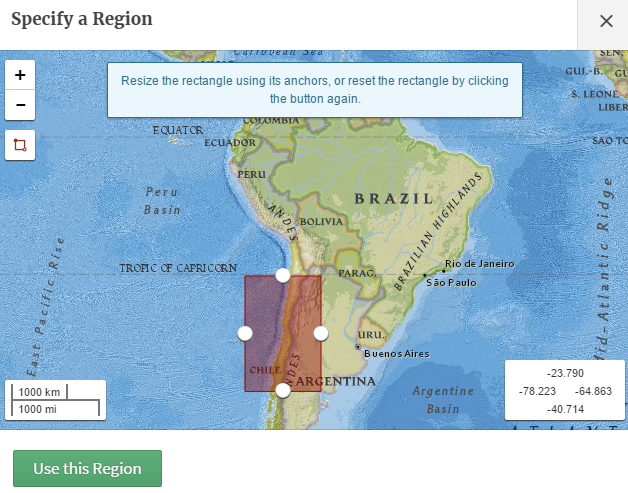 Specify a Region
×
Caribbean Sea
+
Resize the rectangle using its anchors, or reset the rectangle by clicking
the button again.
-
SEN.
GUI.-B.
GU
S. LEONE
LIBER
COLOMBIA
EQUATOR
ECUADOR
SAO TO
PERU
Peru
Basin
BRAZIL
ANDES
BOLIVIA
BRAZILIAN HIGHLANDS
East Pacific Rise
Mid-Atlantic Ridge
TROPIC OF CAPRICORN
PARAG.
Rio de Janeiro
São Paulo
URU.
Buenos Aires
CHILE
ANDES
ARGENTINA
Argentine
Basin
1000 km
1000 mi
-23.790
-78.223 -64.863
-40.714
Use this Region